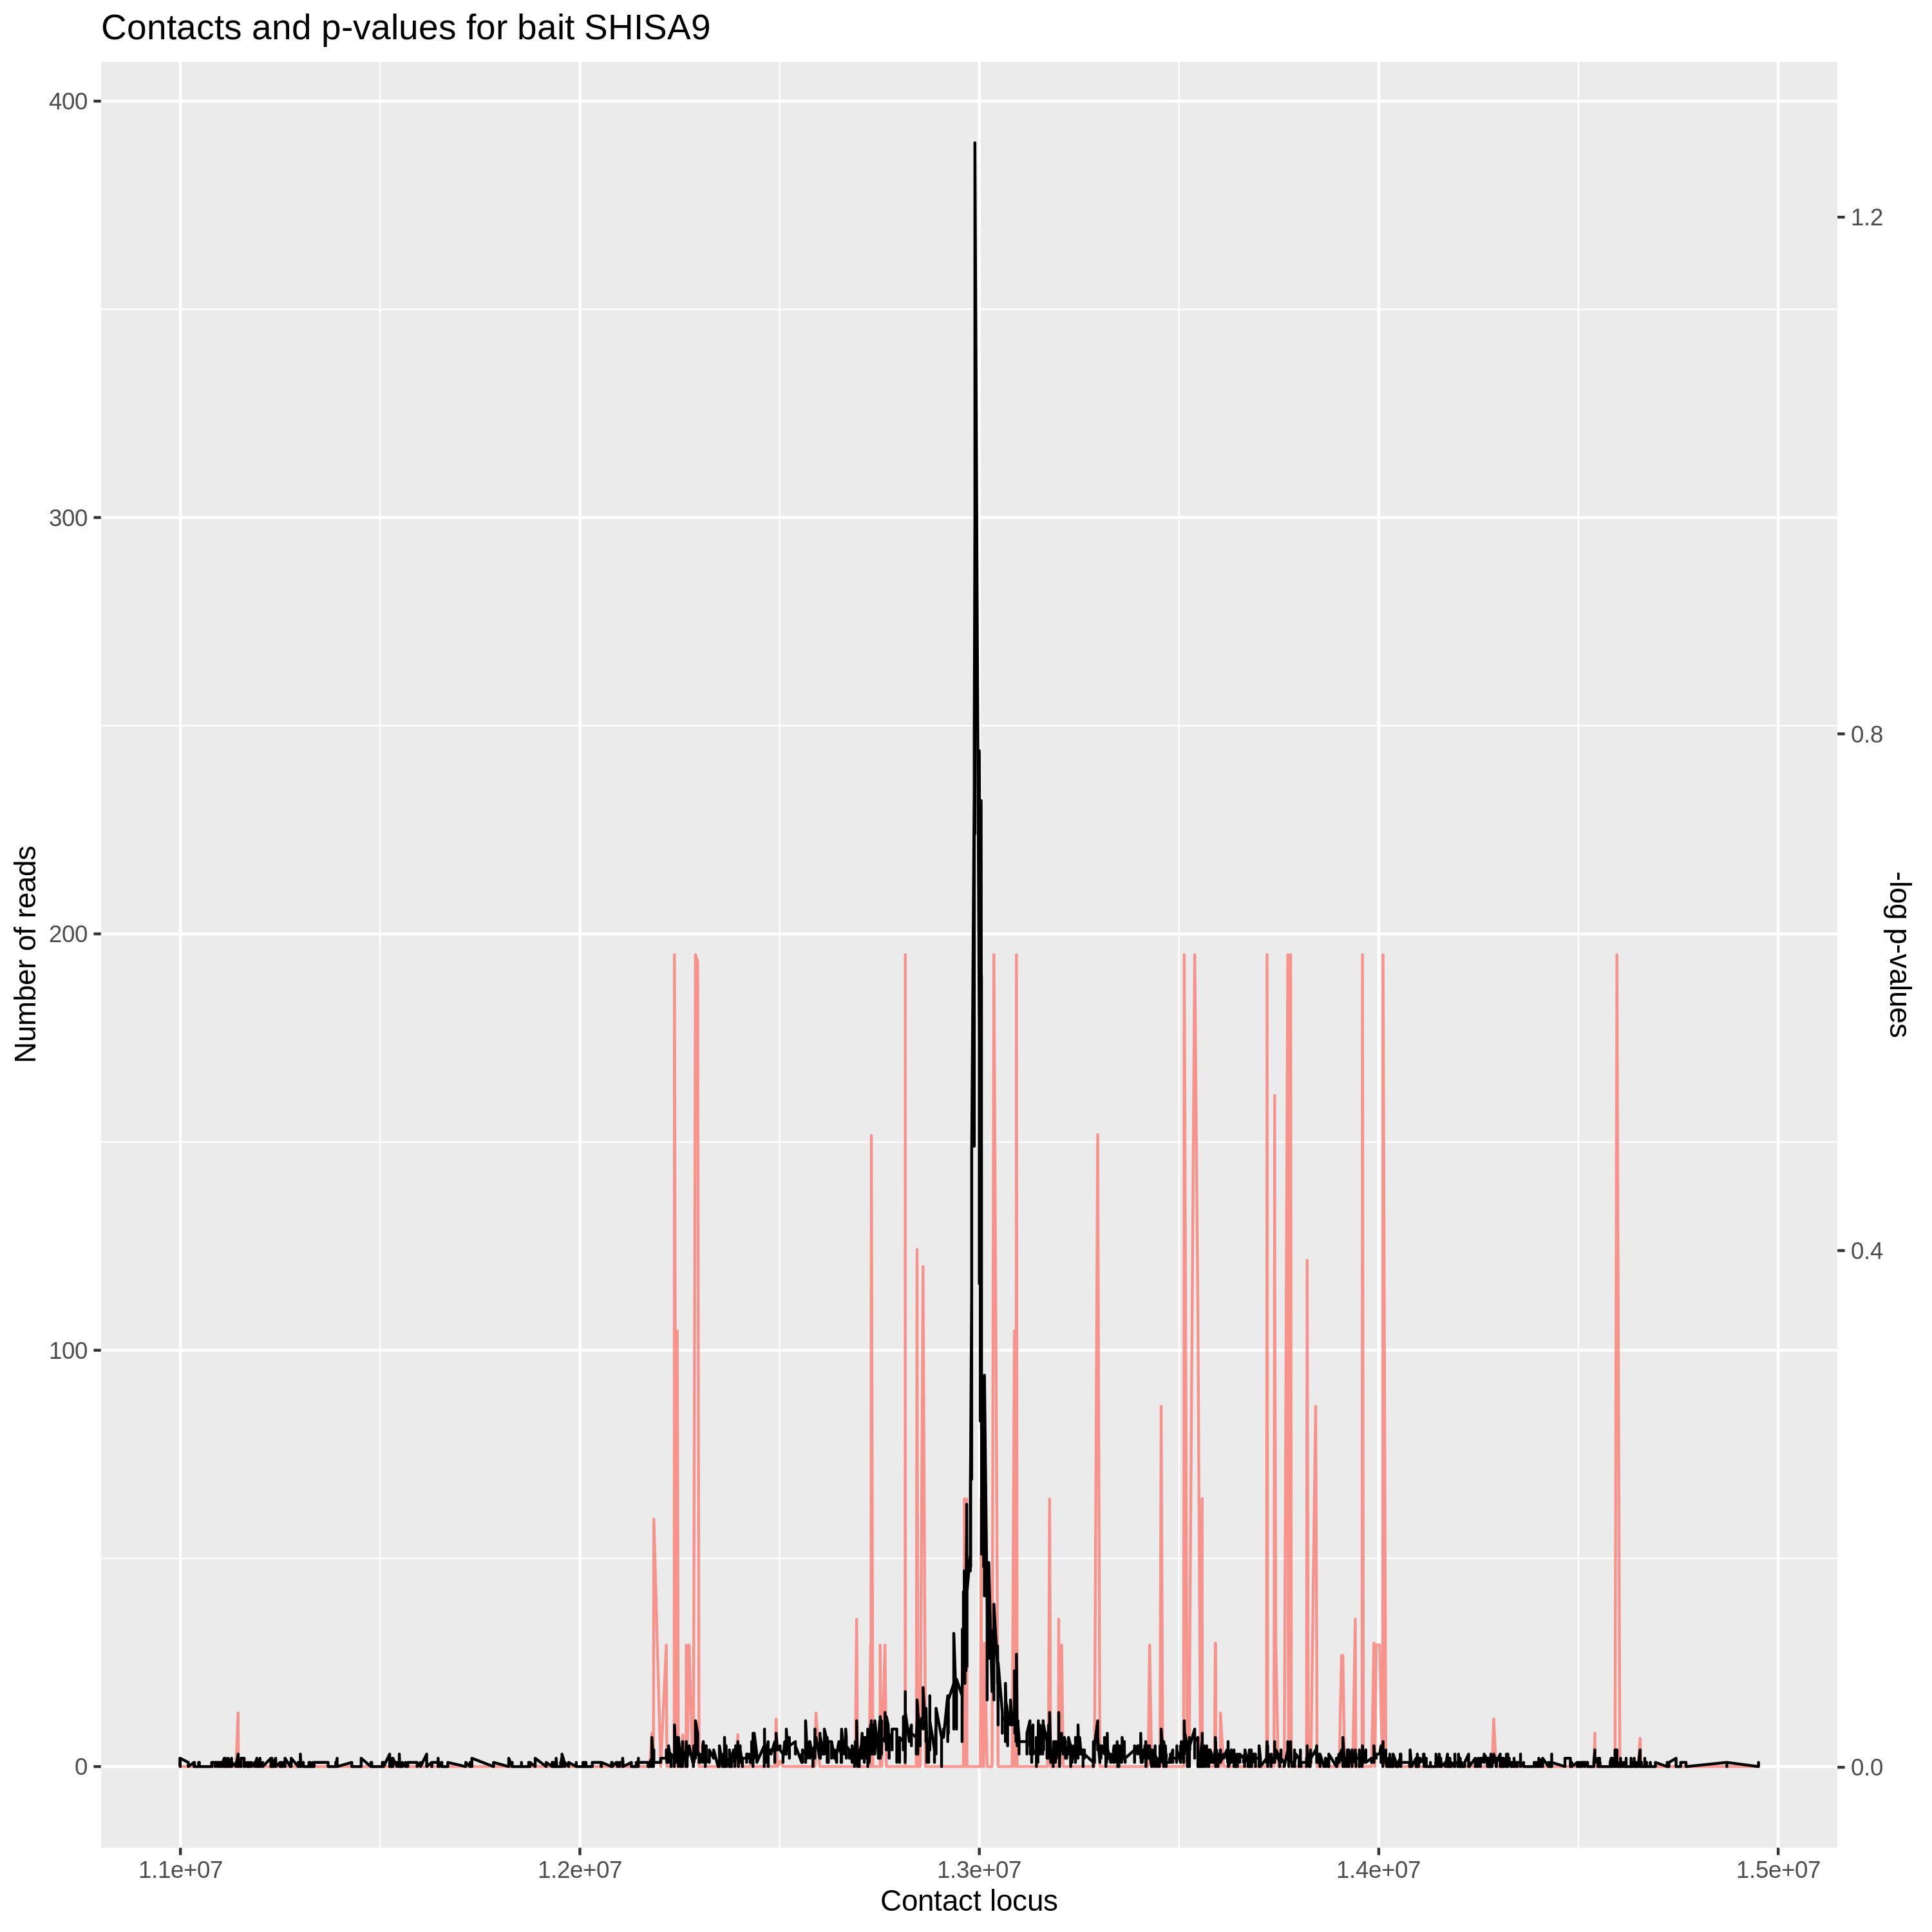 Contacts and p-values for bait SHISA9
400
300
200
100
0
Number of reads
1.2
0.8
0.4
0.0
-log p-values
1.1e+07
1.2e+07
1.3e+07
1.4e+07
1.5e+07
Contact locus